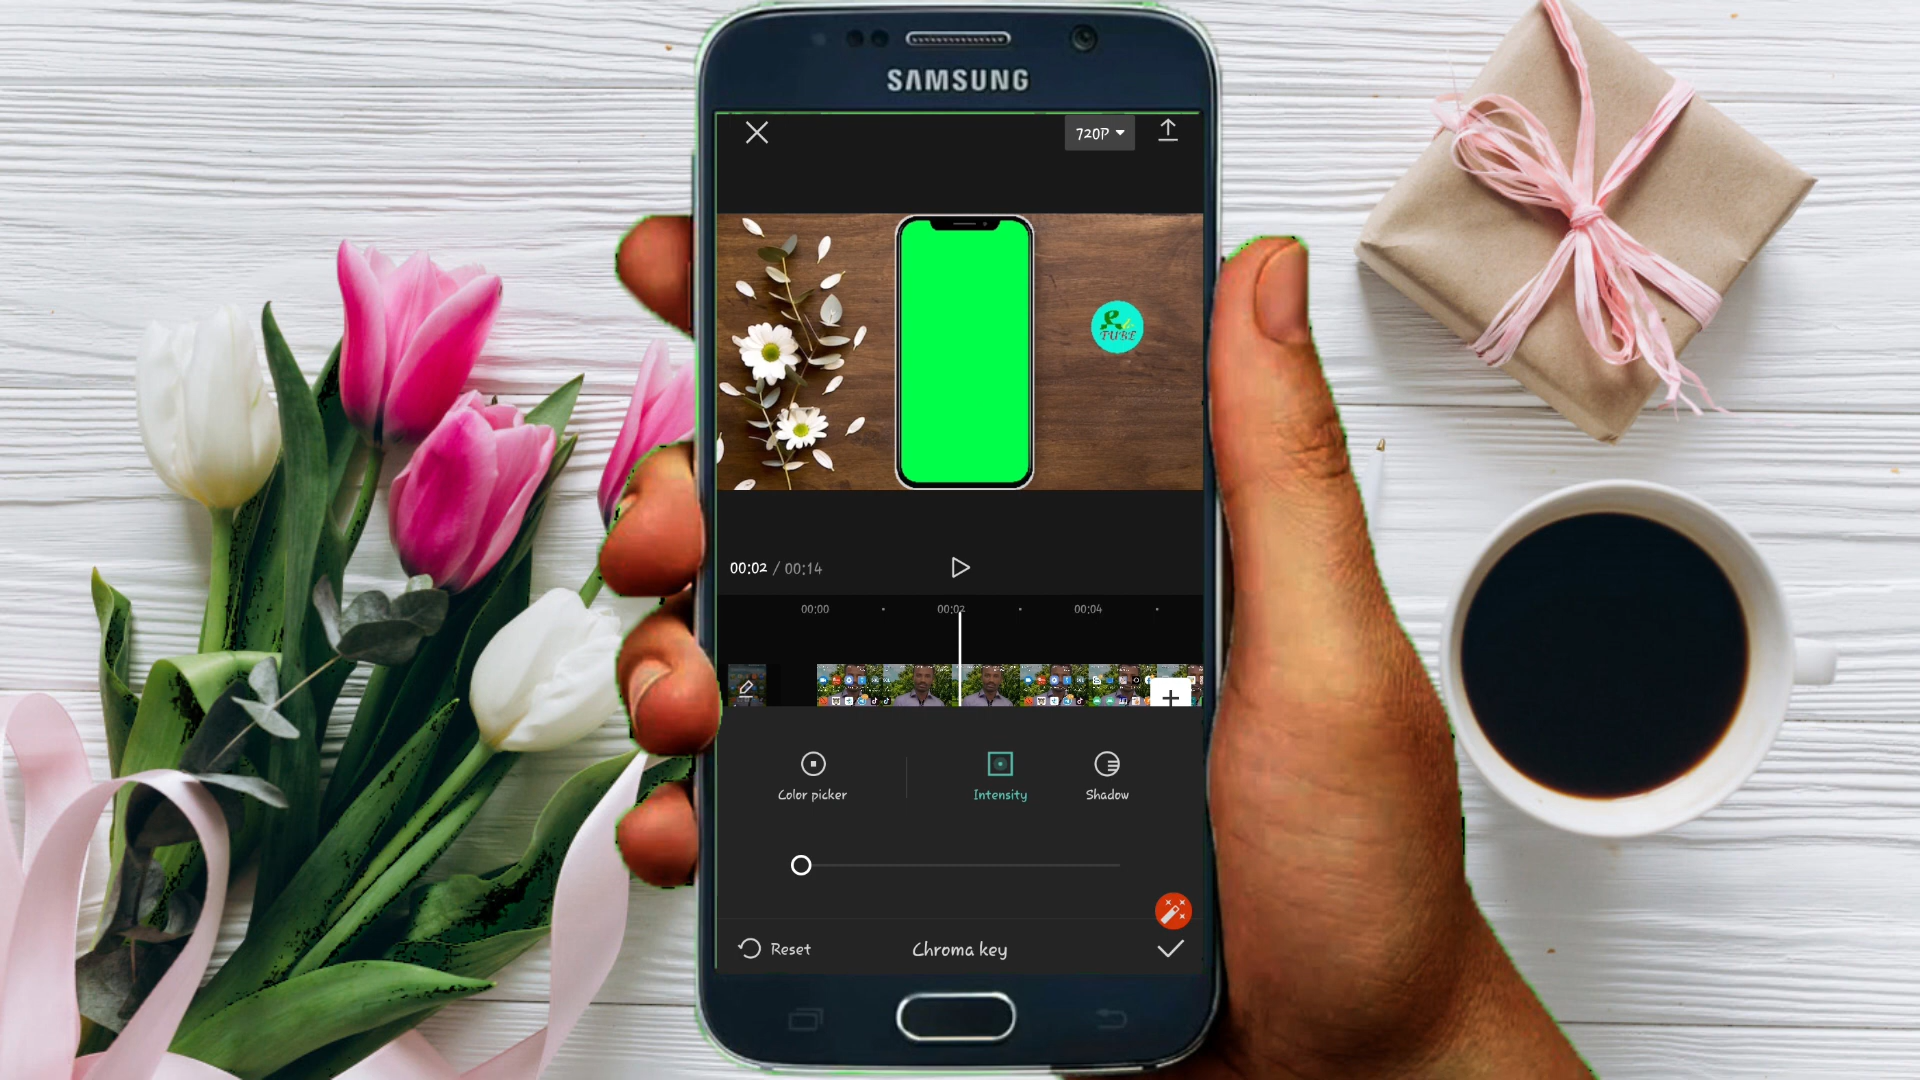 SAMSUNG
720P
TUBE
00:02 / 00:14
00:00 00:02 00:04
Color picker
Intensity
Shadow
Reset
Chroma key